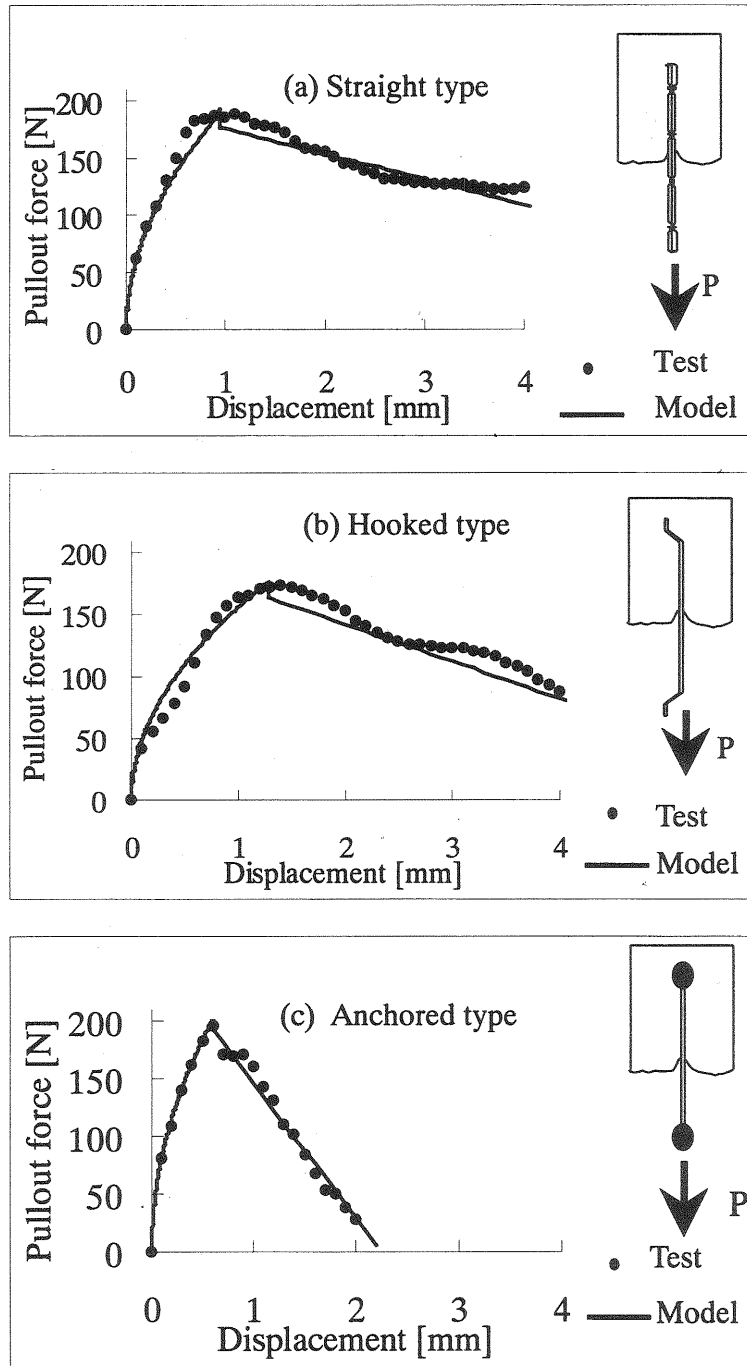 (a) Straight type
Pullout force [N]
200
150
100
50
0
0 1 2 3 4
Displacement [mm]
P
Test
Model
(b) Hooked type
Pullout force [N]
200
150
100
50
0
0 1 2 3 4
Displacement [mm]
P
Test
Model
(c) Anchored type
Pullout force [N]
200
150
100
50
0
0 1 2 3 4
Displacement [mm]
P
Test
Model